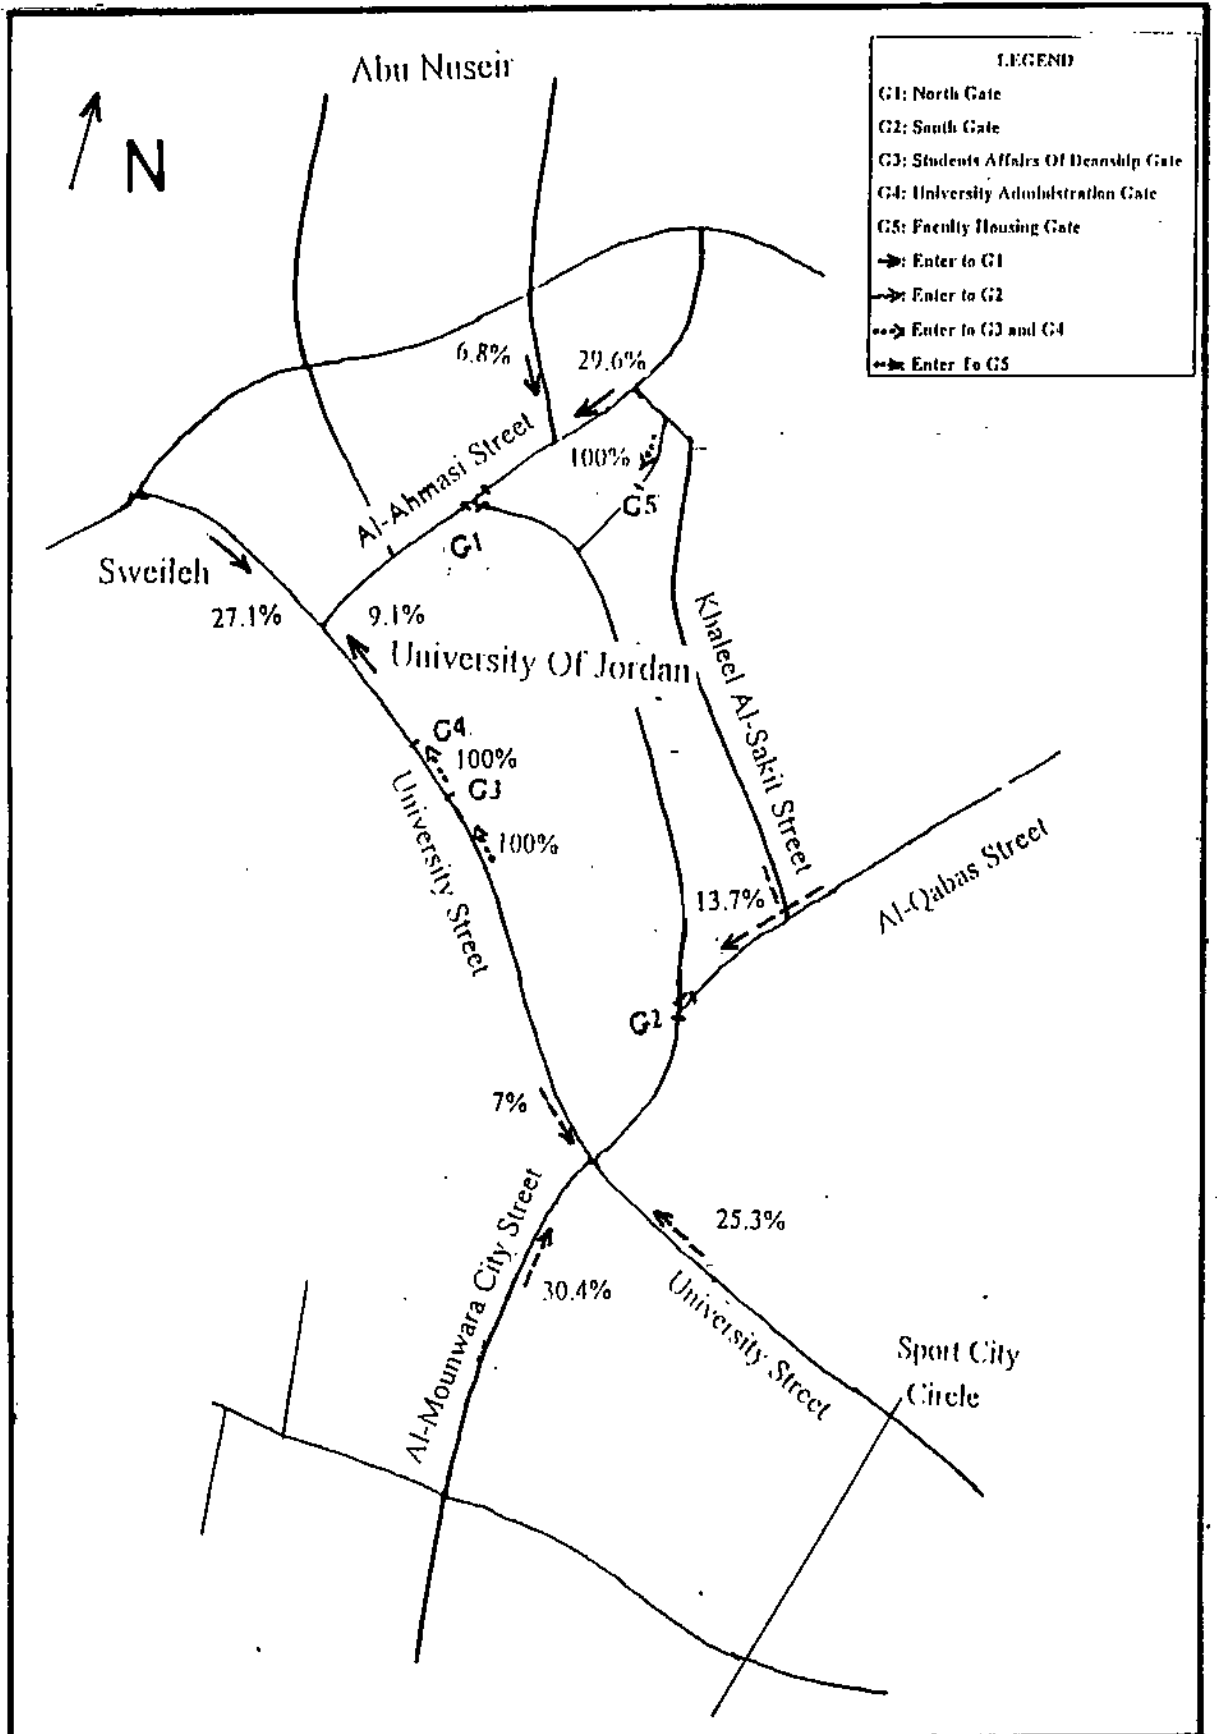 Abu Nuseir
N
LEGEND
G1: North Gate
G2: South Gate
G3: Students Affairs Of Deanship Gate
G4: University Administration Gate
G5: Faculty Housing Gate
: Enter to G1
: Enter to G2
: Enter to G3 and G4
: Enter To G5
6.8%
29.6%
Al-Ahmasi Street
100%
G5
G1
Sweileh
27.1%
9.1%
University Of Jordan
Khaleel Al-Sakit Street
G4
100%
G3
University Street
100%
13.7%
Al-Qabas Street
G2
7%
25.3%
Al-Mounwara City Street
30.4%
University Street
Sport City
Circle